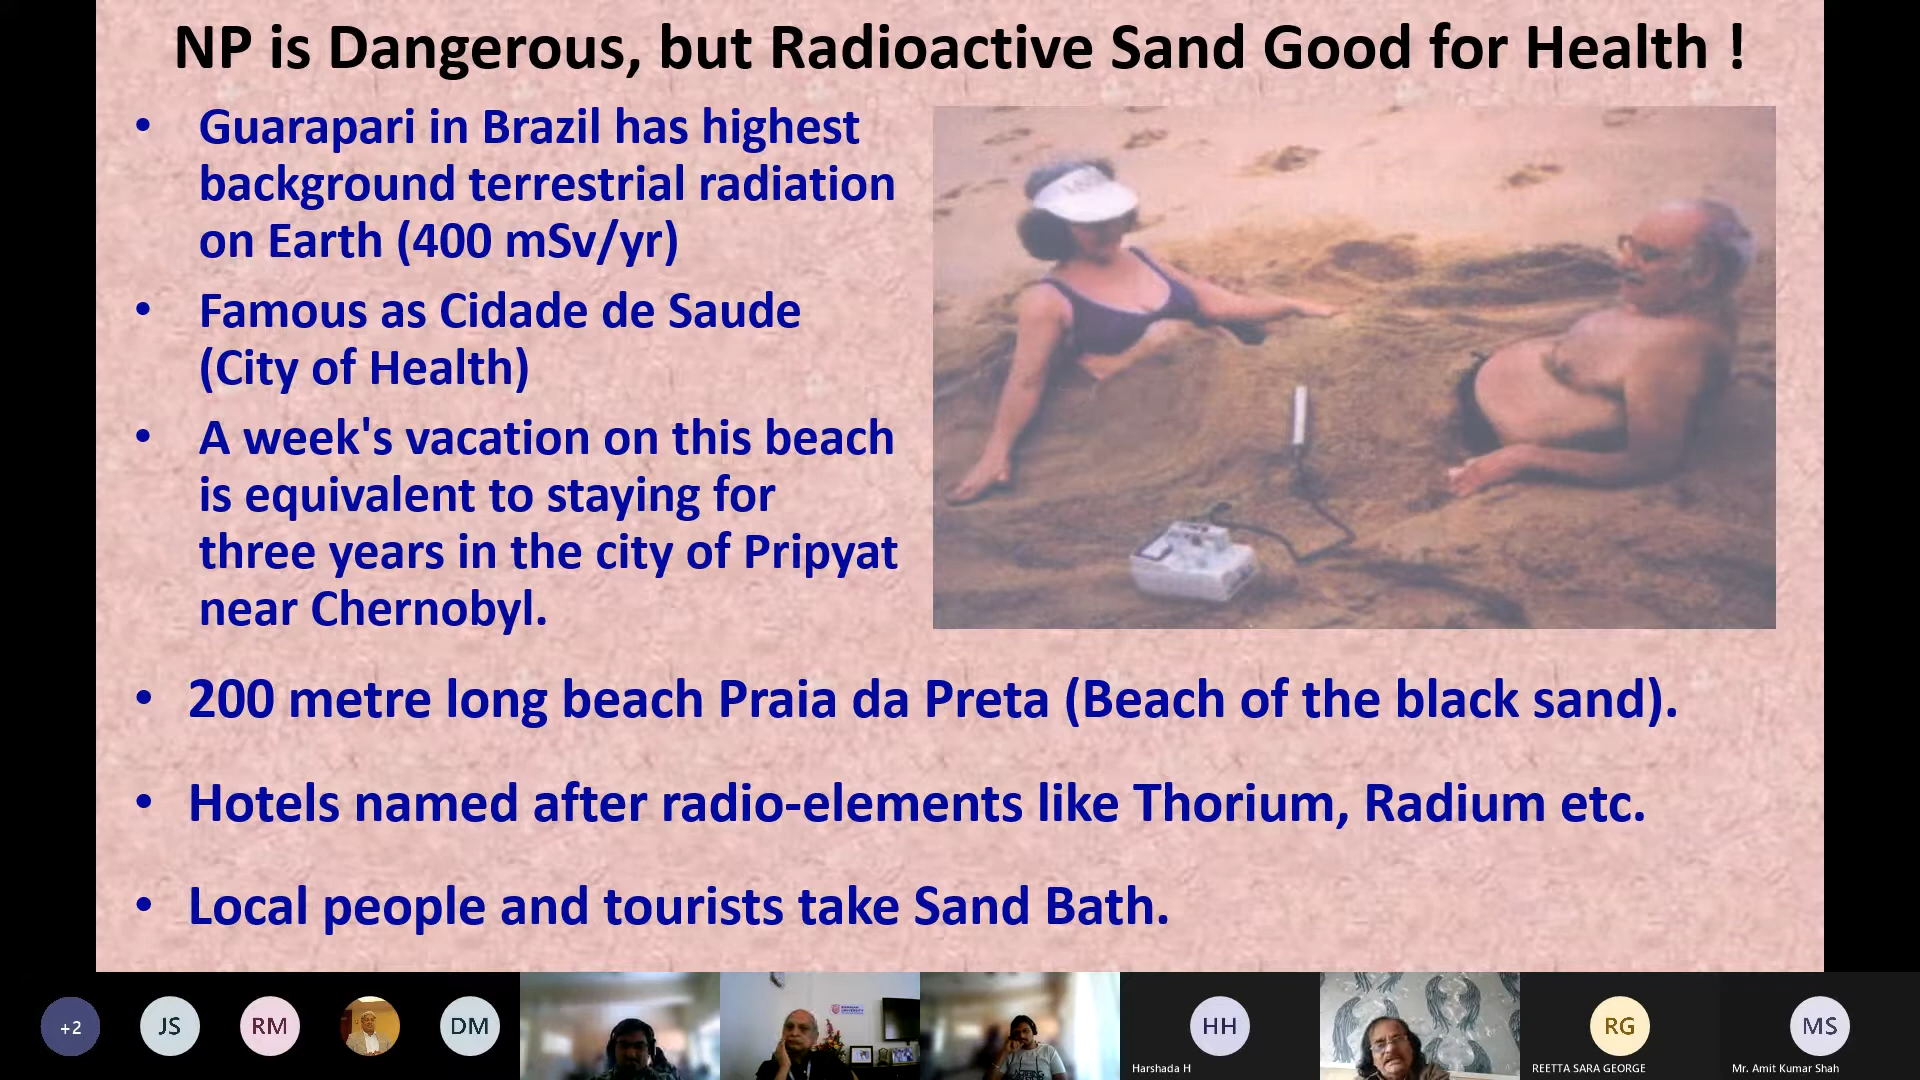 NP is Dangerous, but Radioactive Sand Good for Health !
• Guarapari in Brazil has highest
background terrestrial radiation
on Earth (400 mSv/yr)
• Famous as Cidade de Saude
(City of Health)
• A week's vacation on this beach
is equivalent to staying for
three years in the city of Pripyat
near Chernobyl.
• 200 metre long beach Praia da Preta (Beach of the black sand).
• Hotels named after radio-elements like Thorium, Radium etc.
• Local people and tourists take Sand Bath.
+2
JS
RM
DM
HH
Harshada H
RG
REETTA SARA GEORGE
MS
Mr. Amit Kumar Shah